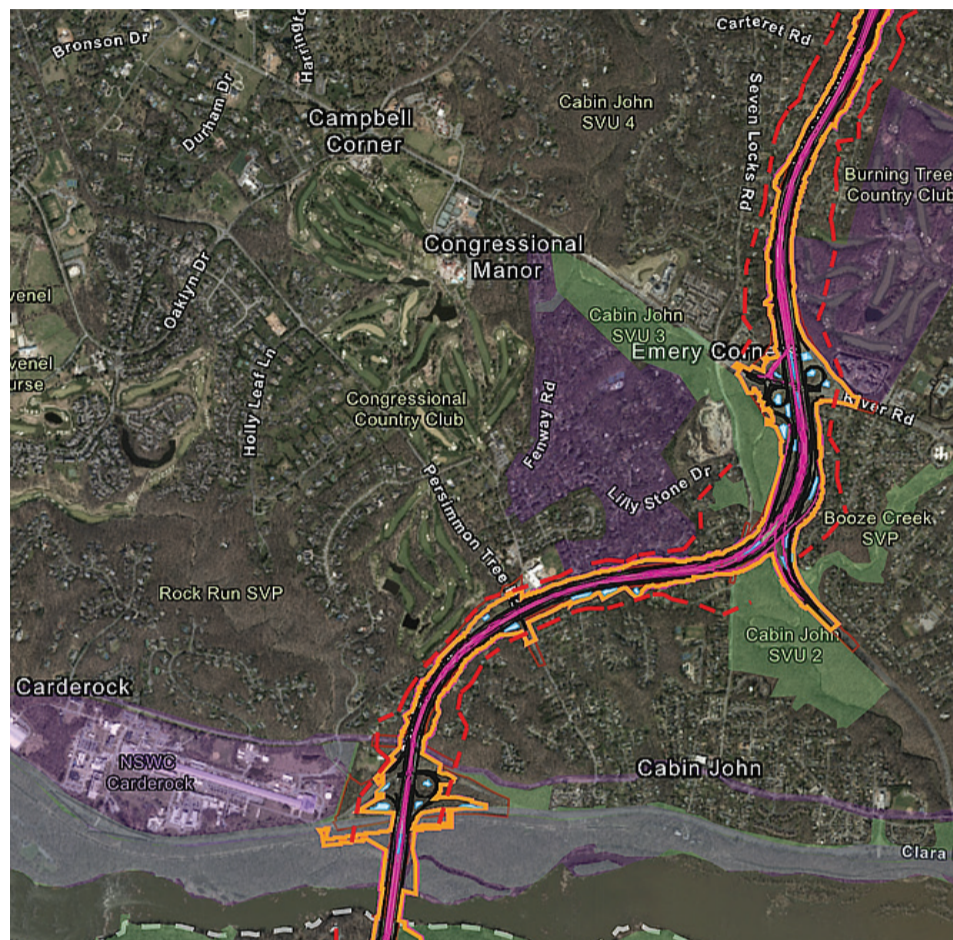 Carteret Rd
Bronson Dr
Durham Dr
Seven Locks Rd
Cabin John
SVU 4
Campbell
Corner
Burning Tree
Country Club
Congressional
Manor
Oaklyn Dr
venel
Cabin John
SVU 3
Emery Corne
venel
urse
Holly Leaf Ln
Congressional
Country Club
Fenway Rd
River Rd
Lilly Stone Dr
Persimmon Tree
Booze Creek
SVP
Rock Run SVP
Cabin John
SVU 2
Carderock
NSWC
Carderock
Cabin John
Clara